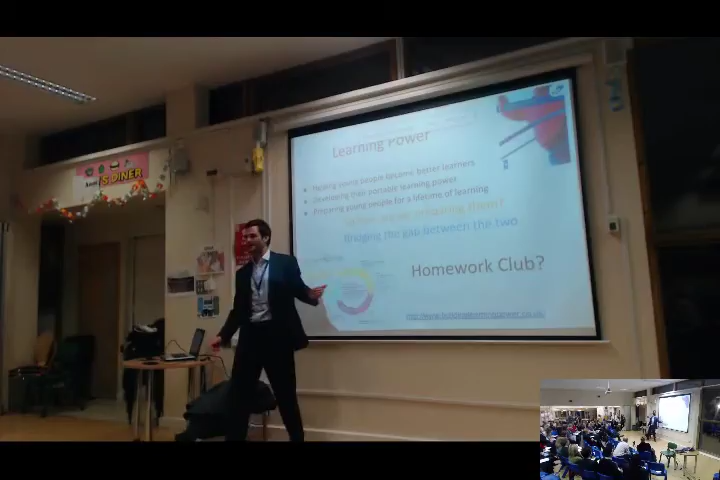 'S DINER
Learning Power
Helping young people become better learners
Developing their portable learning power
Preparing young people for a lifetime of learning
Bridging the gap between the two
Homework Club?